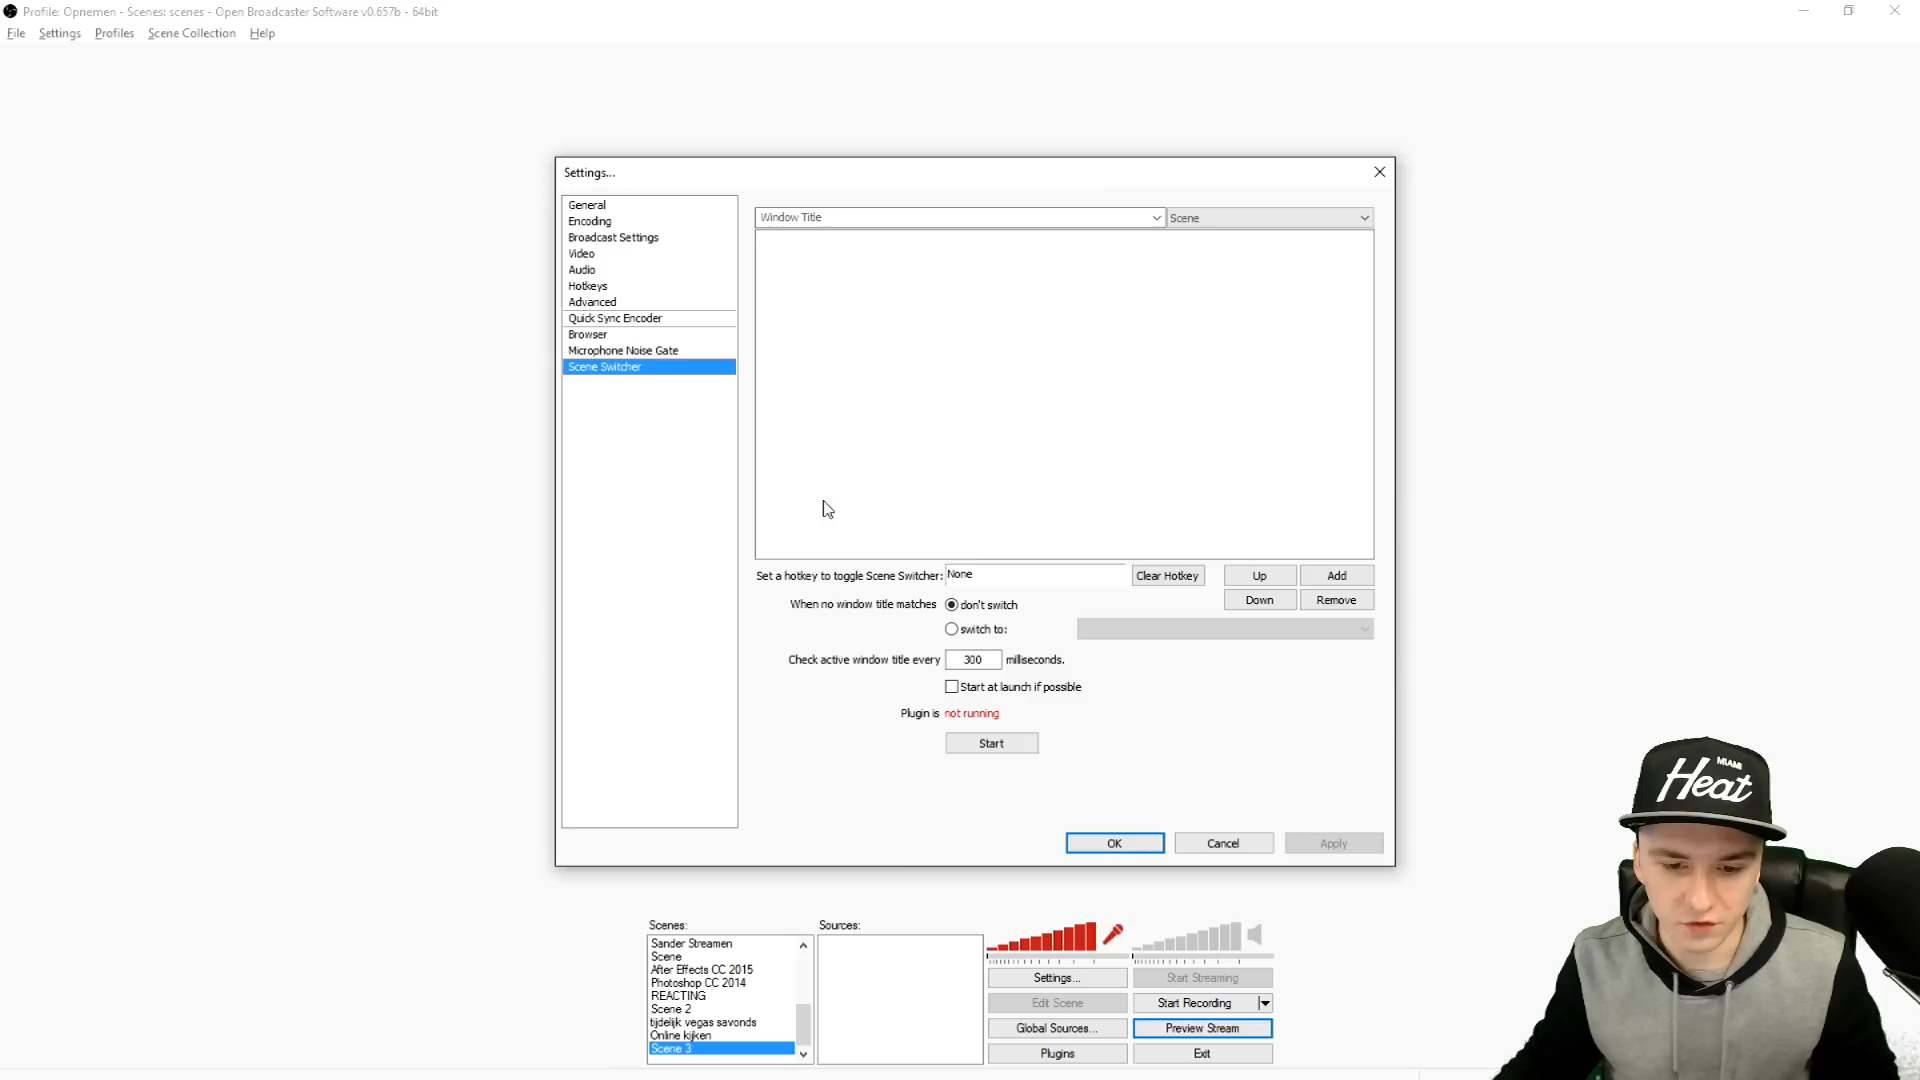 Profile: Opnemen - Scenes: scenes - Open Broadcaster Software v0.657b - 64bit
File Settings Profiles Scene Collection Help
Settings...
General
Encoding
Broadcast Settings
Video
Audio
Hotkeys
Advanced
Quick Sync Encoder
Browser
Microphone Noise Gate
Scene Switcher
Window Title Scene
Set a hotkey to toggle Scene Switcher: None Clear Hotkey Up Add
When no window title matches don't switch Down Remove
switch to:
Check active window title every 300 milliseconds.
Start at launch if possible
Plugin is not running
Start
OK Cancel Apply
Scenes: Sources:
Sander Streamen
Scene
After Effects CC 2015
Photoshop CC 2014
REACTING
Scene 2
tijdelijk vegas savonds
Online kijken
Scene 3
Settings... Start Streaming
Edit Scene Start Recording
Global Sources... Preview Stream
Plugins Exit
MIAMI
Heat